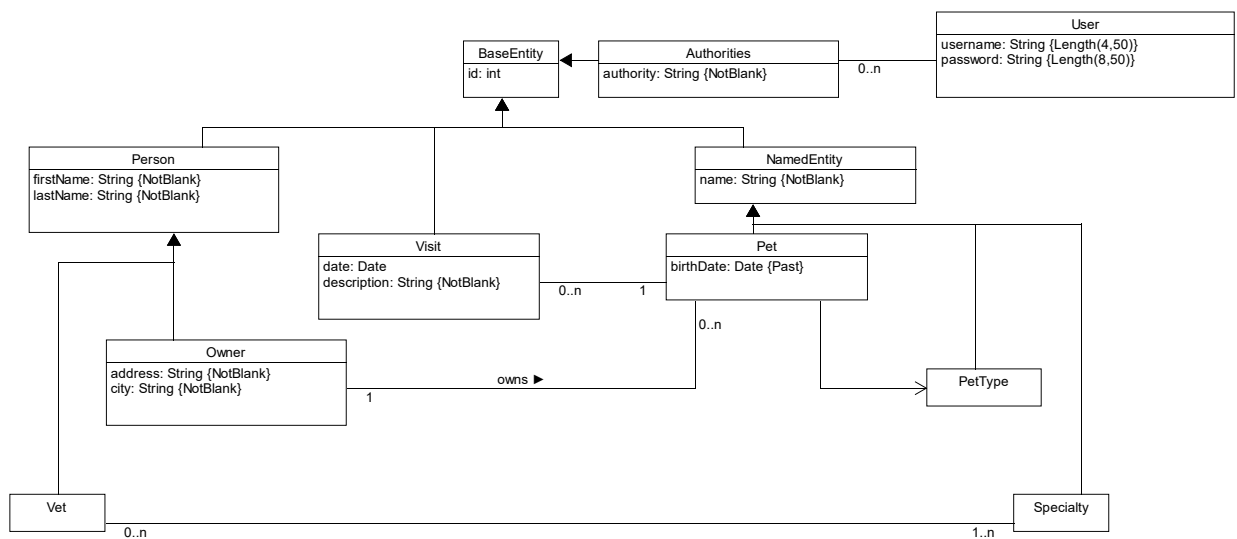 User
username: String {Length(4,50)}
password: String {Length(8,50)}
BaseEntity
id: int
Authorities
authority: String {NotBlank}
0..n
Person
firstName: String {NotBlank}
lastName: String {NotBlank}
NamedEntity
name: String {NotBlank}
Visit
date: Date
description: String {NotBlank}
0..n
1
Pet
birthDate: Date {Past}
0..n
Owner
address: String {NotBlank}
city: String {NotBlank}
1
owns ►
PetType
Vet
0..n
1..n
Specialty